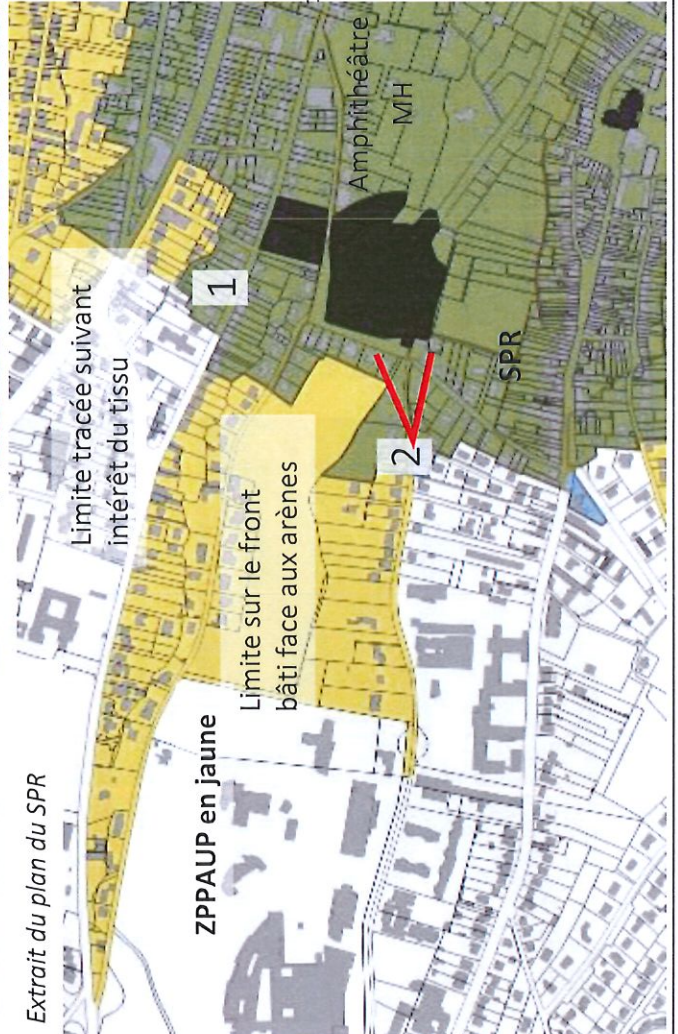 Extrait du plan du SPR
Limite tracée suivant
intérêt du tissu
1
Amphithéâtre
MH
Limite sur le front
bâti face aux arènes
2
SPR
ZPPAUP en jaune